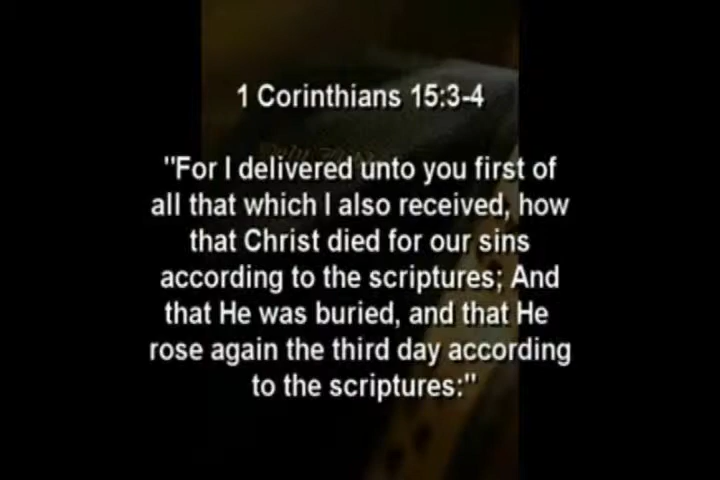 1 Corinthians 15:3-4
"For I delivered unto you first of
all that which I also received, how
that Christ died for our sins
according to the scriptures; And
that He was buried, and that He
rose again the third day according
to the scriptures:"